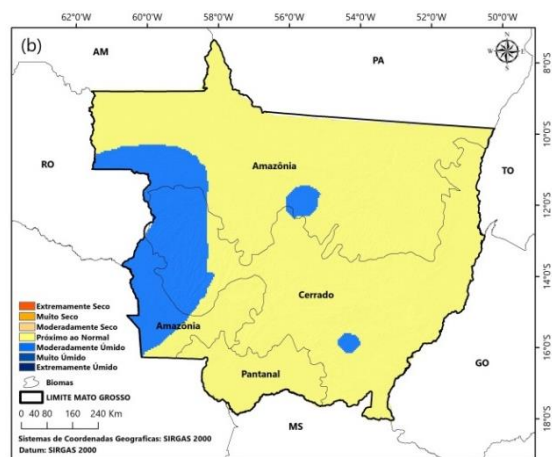 60°0'W 58°0'W 56°0'W 54°0'W 52°0'W 50°0'W
(b)
AM
PA
N
W E
S
8°0'S
10°0'S
RO
Amazônia
TO
12°0'S
Cerrado
14°0'S
Extremamente Seco
Muito Seco
Moderadamente Seco
Próximo ao Normal
Moderadamente Úmido
Muito Úmido
Extremamente Úmido
Biomas
LIMITE MATO GROSSO
Amazônia
16°0'S
GO
Pantanal
0 40 80 160 240 Km
18°0'S
MS
Sistemas de Coordenadas Geograficas: SIRGAS 2000
Datum: SIRGAS 2000